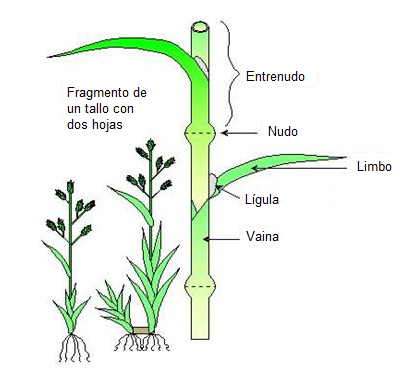 Fragmento de
un tallo con
dos hojas
Entrenudo
Nudo
Limbo
Lígula
Vaina